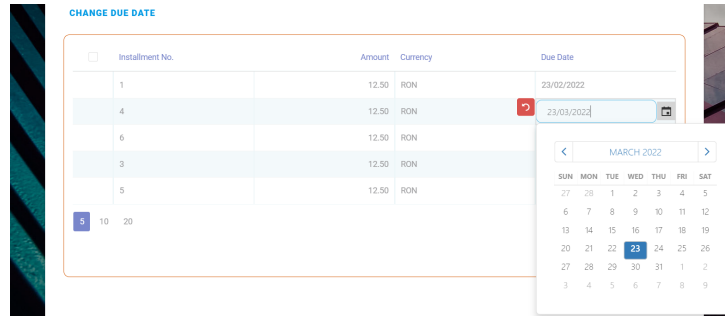 CHANGE DUE DATE
Installment No. Amount Currency Due Date
1 12.50 RON 23/02/2022
4 12.50 RON 23/03/2022
6 12.50 RON
3 12.50 RON
5 12.50 RON
5 10 20
MARCH 2022
SUN MON TUE WED THU FRI SAT
27 28 1 2 3 4 5
6 7 8 9 10 11 12
13 14 15 16 17 18 19
20 21 22 23 24 25 26
27 28 29 30 31 1 2
3 4 5 6 7 8 9